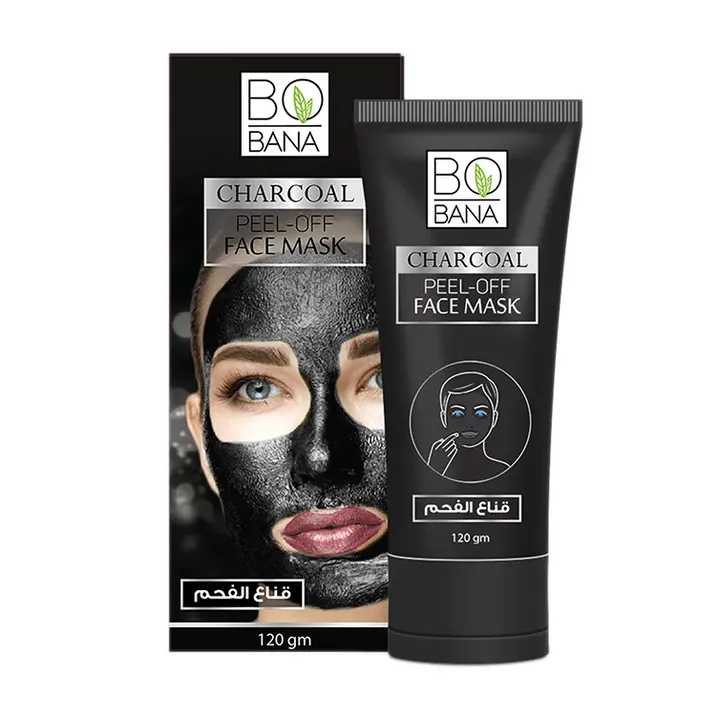 BO
BANA
CHARCOAL
PEEL-OFF
FACE MASK
قناع الفحم
120 gm
BO
BANA
CHARCOAL
PEEL-OFF
FACE MASK
قناع الفحم
120 gm